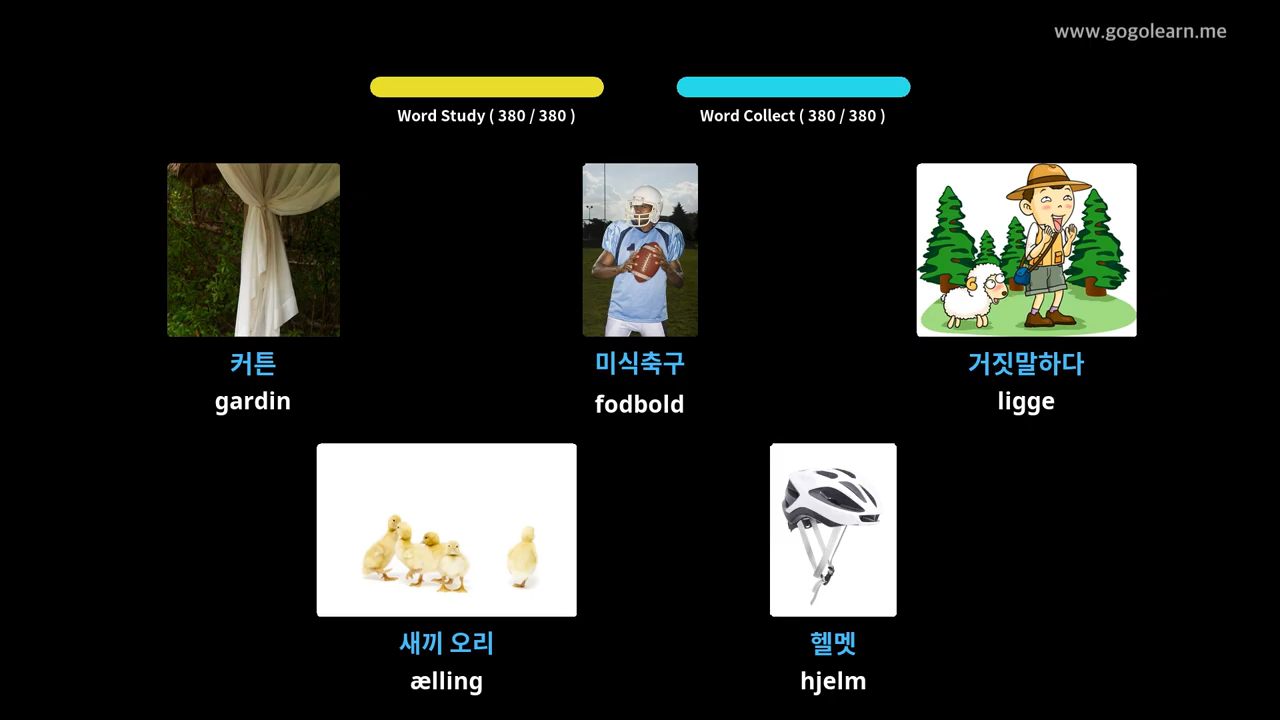 www.gogolearn.me
Word Study ( 380 / 380 )
Word Collect ( 380 / 380 )
커튼
gardin
미식축구
fodbold
거짓말하다
ligge
새끼 오리
ælling
헬멧
hjelm